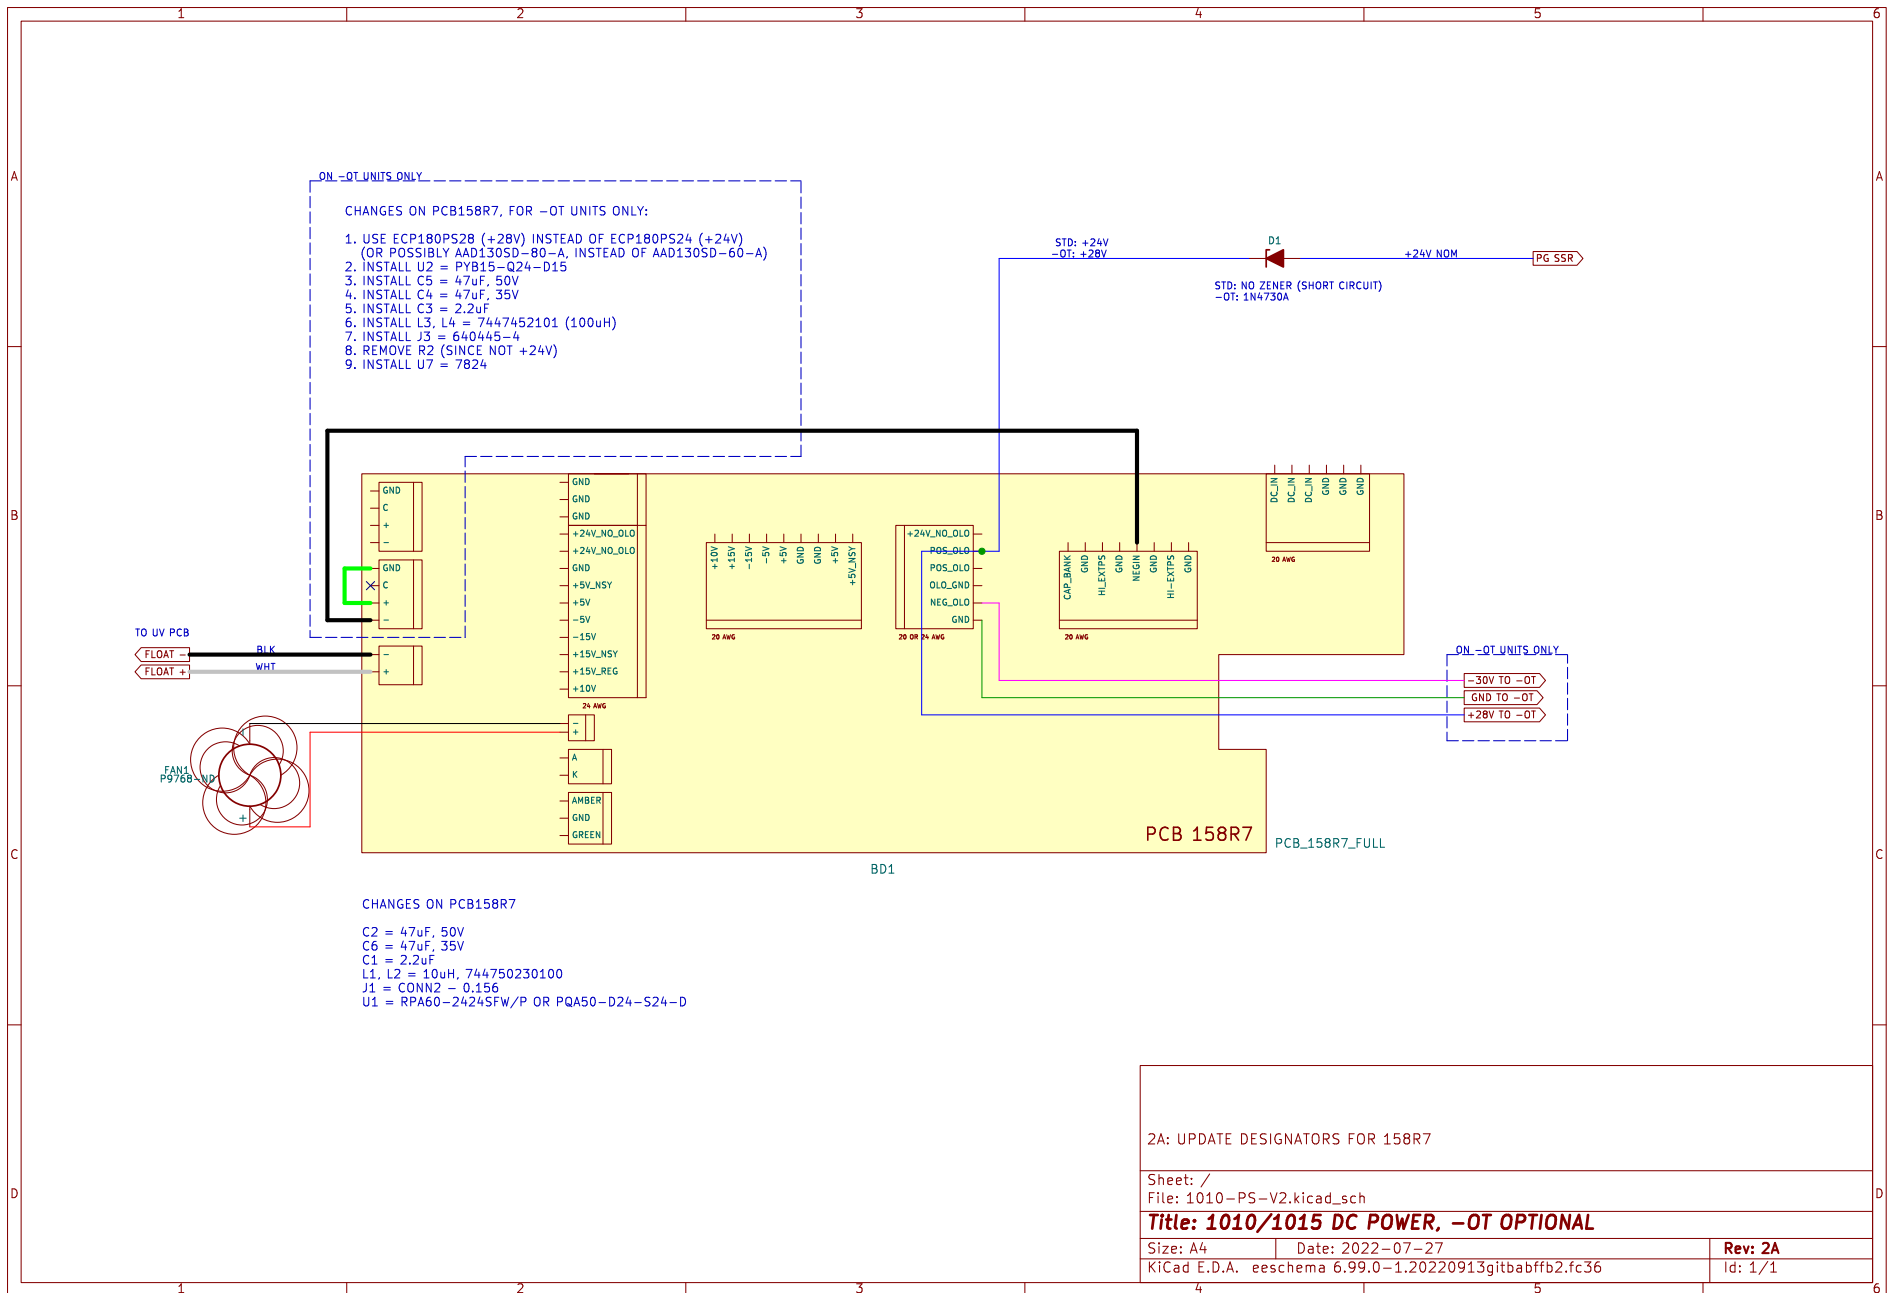 1 2 3 4 5 6
A A
ON -OT UNITS ONLY
CHANGES ON PCB158R7, FOR -OT UNITS ONLY:
1. USE ECP180PS28 (+28V) INSTEAD OF ECP180PS24 (+24V)
(OR POSSIBLY AAD130SD-80-A, INSTEAD OF AAD130SD-60-A)
2. INSTALL U2 = PYB15-Q24-D15
3. INSTALL C5 = 47uF, 50V
4. INSTALL C4 = 47uF, 35V
5. INSTALL C3 = 2.2uF
6. INSTALL L3, L4 = 7447452101 (100uH)
7. INSTALL J3 = 640445-4
8. REMOVE R2 (SINCE NOT +24V)
9. INSTALL U7 = 7824
STD: +24V
-OT: +28V
D1
+24V NOM
PG SSR
STD: NO ZENER (SHORT CIRCUIT)
-OT: 1N4730A
B B
GND
C
+
-
GND
C
+
-
-
+
TO UV PCB
FLOAT -
BLK
FLOAT +
WHT
GND
GND
GND
+24V_NO_OLO
+24V_NO_OLO
GND
+5V_NSY
+5V
-5V
-15V
+15V_NSY
+15V_REG
+10V
24 AWG
-
+
A
K
AMBER
GND
GREEN
+10V
+15V
-15V
-5V
+5V
GND
GND
+5V
+5V_NSY
20 AWG
+24V_NO_OLO
POS_OLO
POS_OLO
OLO_GND
NEG_OLO
GND
20 OR 24 AWG
CAP_BANK
GND
HI_EXTPS
GND
NEGIN
GND
HI-EXTPS
GND
20 AWG
DC_IN
DC_IN
DC_IN
GND
GND
GND
20 AWG
ON -OT UNITS ONLY
-30V TO -OT
GND TO -OT
+28V TO -OT
FAN1
P9768-ND
+
PCB 158R7
PCB_158R7_FULL
BD1
C C
CHANGES ON PCB158R7
C2 = 47uF, 50V
C6 = 47uF, 35V
C1 = 2.2uF
L1, L2 = 10uH, 744750230100
J1 = CONN2 - 0.156
U1 = RPA60-2424SFW/P OR PQA50-D24-S24-D
2A: UPDATE DESIGNATORS FOR 158R7
D D
Sheet: /
File: 1010-PS-V2.kicad_sch
Title: 1010/1015 DC POWER, -OT OPTIONAL
Size: A4 Date: 2022-07-27 Rev: 2A
KiCad E.D.A. eeschema 6.99.0-1.20220913gitbabffb2.fc36 Id: 1/1
1 2 3 4 5 6